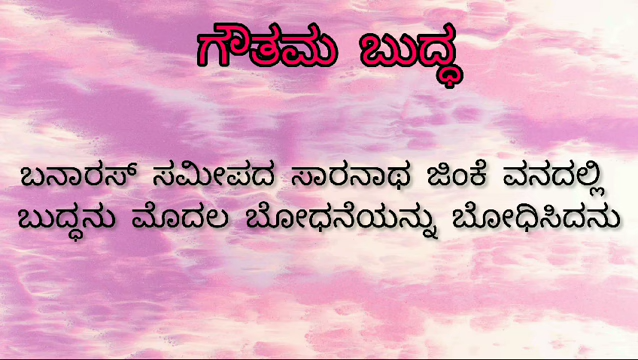 ಗೌತಮ ಬುದ್ಧ
ಬನಾರಸ್ ಸಮೀಪದ ಸಾರನಾಥ ಜಿಂಕೆ ವನದಲ್ಲಿ
ಬುದ್ಧನು ಮೊದಲ ಬೋಧನೆಯನ್ನು ಬೋಧಿಸಿದನು